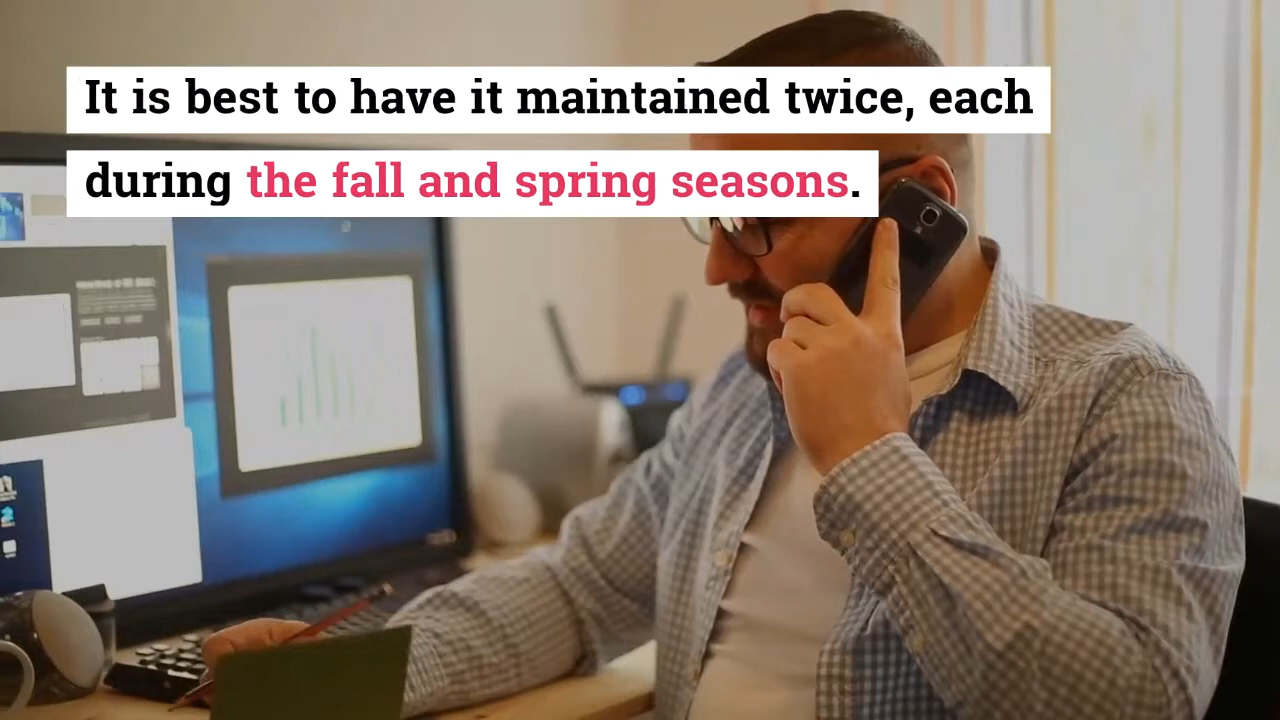 It is best to have it maintained twice, each
during the fall and spring seasons.